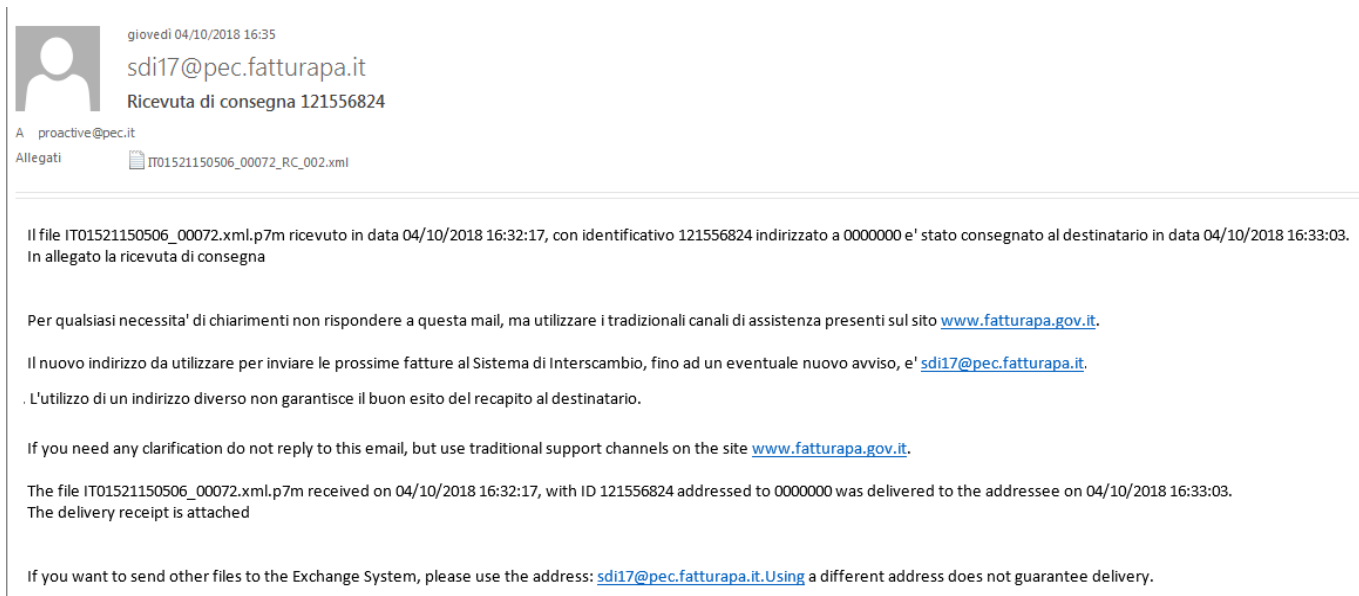 giovedì 04/10/2018 16:35
sdi17@pec.fatturapa.it
Ricevuta di consegna 121556824
A proactive@pec.it
Allegati IT01521150506_00072_RC_002.xml
Il file IT01521150506_00072.xml.p7m ricevuto in data 04/10/2018 16:32:17, con identificativo 121556824 indirizzato a 0000000 e' stato consegnato al destinatario in data 04/10/2018 16:33:03.
In allegato la ricevuta di consegna
Per qualsiasi necessita' di chiarimenti non rispondere a questa mail, ma utilizzare i tradizionali canali di assistenza presenti sul sito www.fatturapa.gov.it.
Il nuovo indirizzo da utilizzare per inviare le prossime fatture al Sistema di Interscambio, fino ad un eventuale nuovo avviso, e' sdi17@pec.fatturapa.it.
. L'utilizzo di un indirizzo diverso non garantisce il buon esito del recapito al destinatario.
If you need any clarification do not reply to this email, but use traditional support channels on the site www.fatturapa.gov.it.
The file IT01521150506_00072.xml.p7m received on 04/10/2018 16:32:17, with ID 121556824 addressed to 0000000 was delivered to the addressee on 04/10/2018 16:33:03.
The delivery receipt is attached
If you want to send other files to the Exchange System, please use the address: sdi17@pec.fatturapa.it.Using a different address does not guarantee delivery.